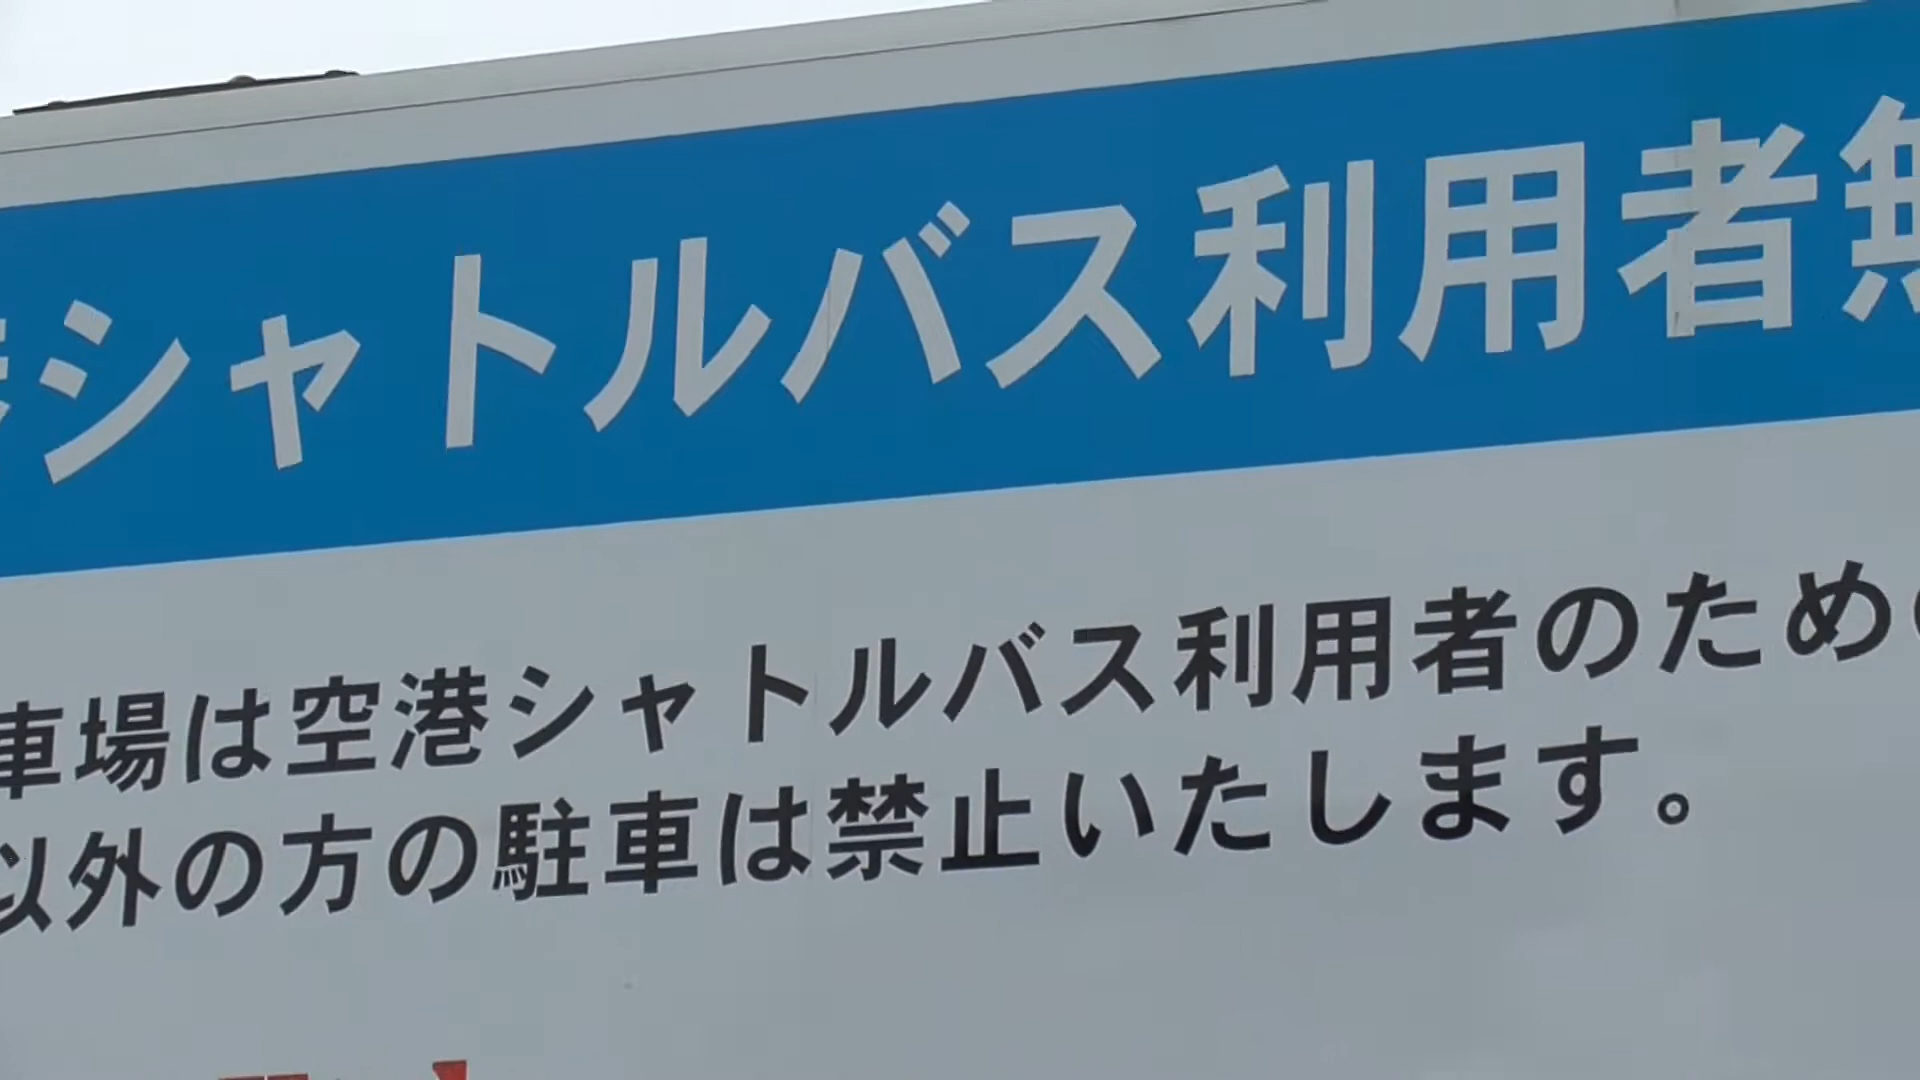 港シャトルバス利用者無
車場は空港シャトルバス利用者のための
以外の方の駐車は禁止いたします。